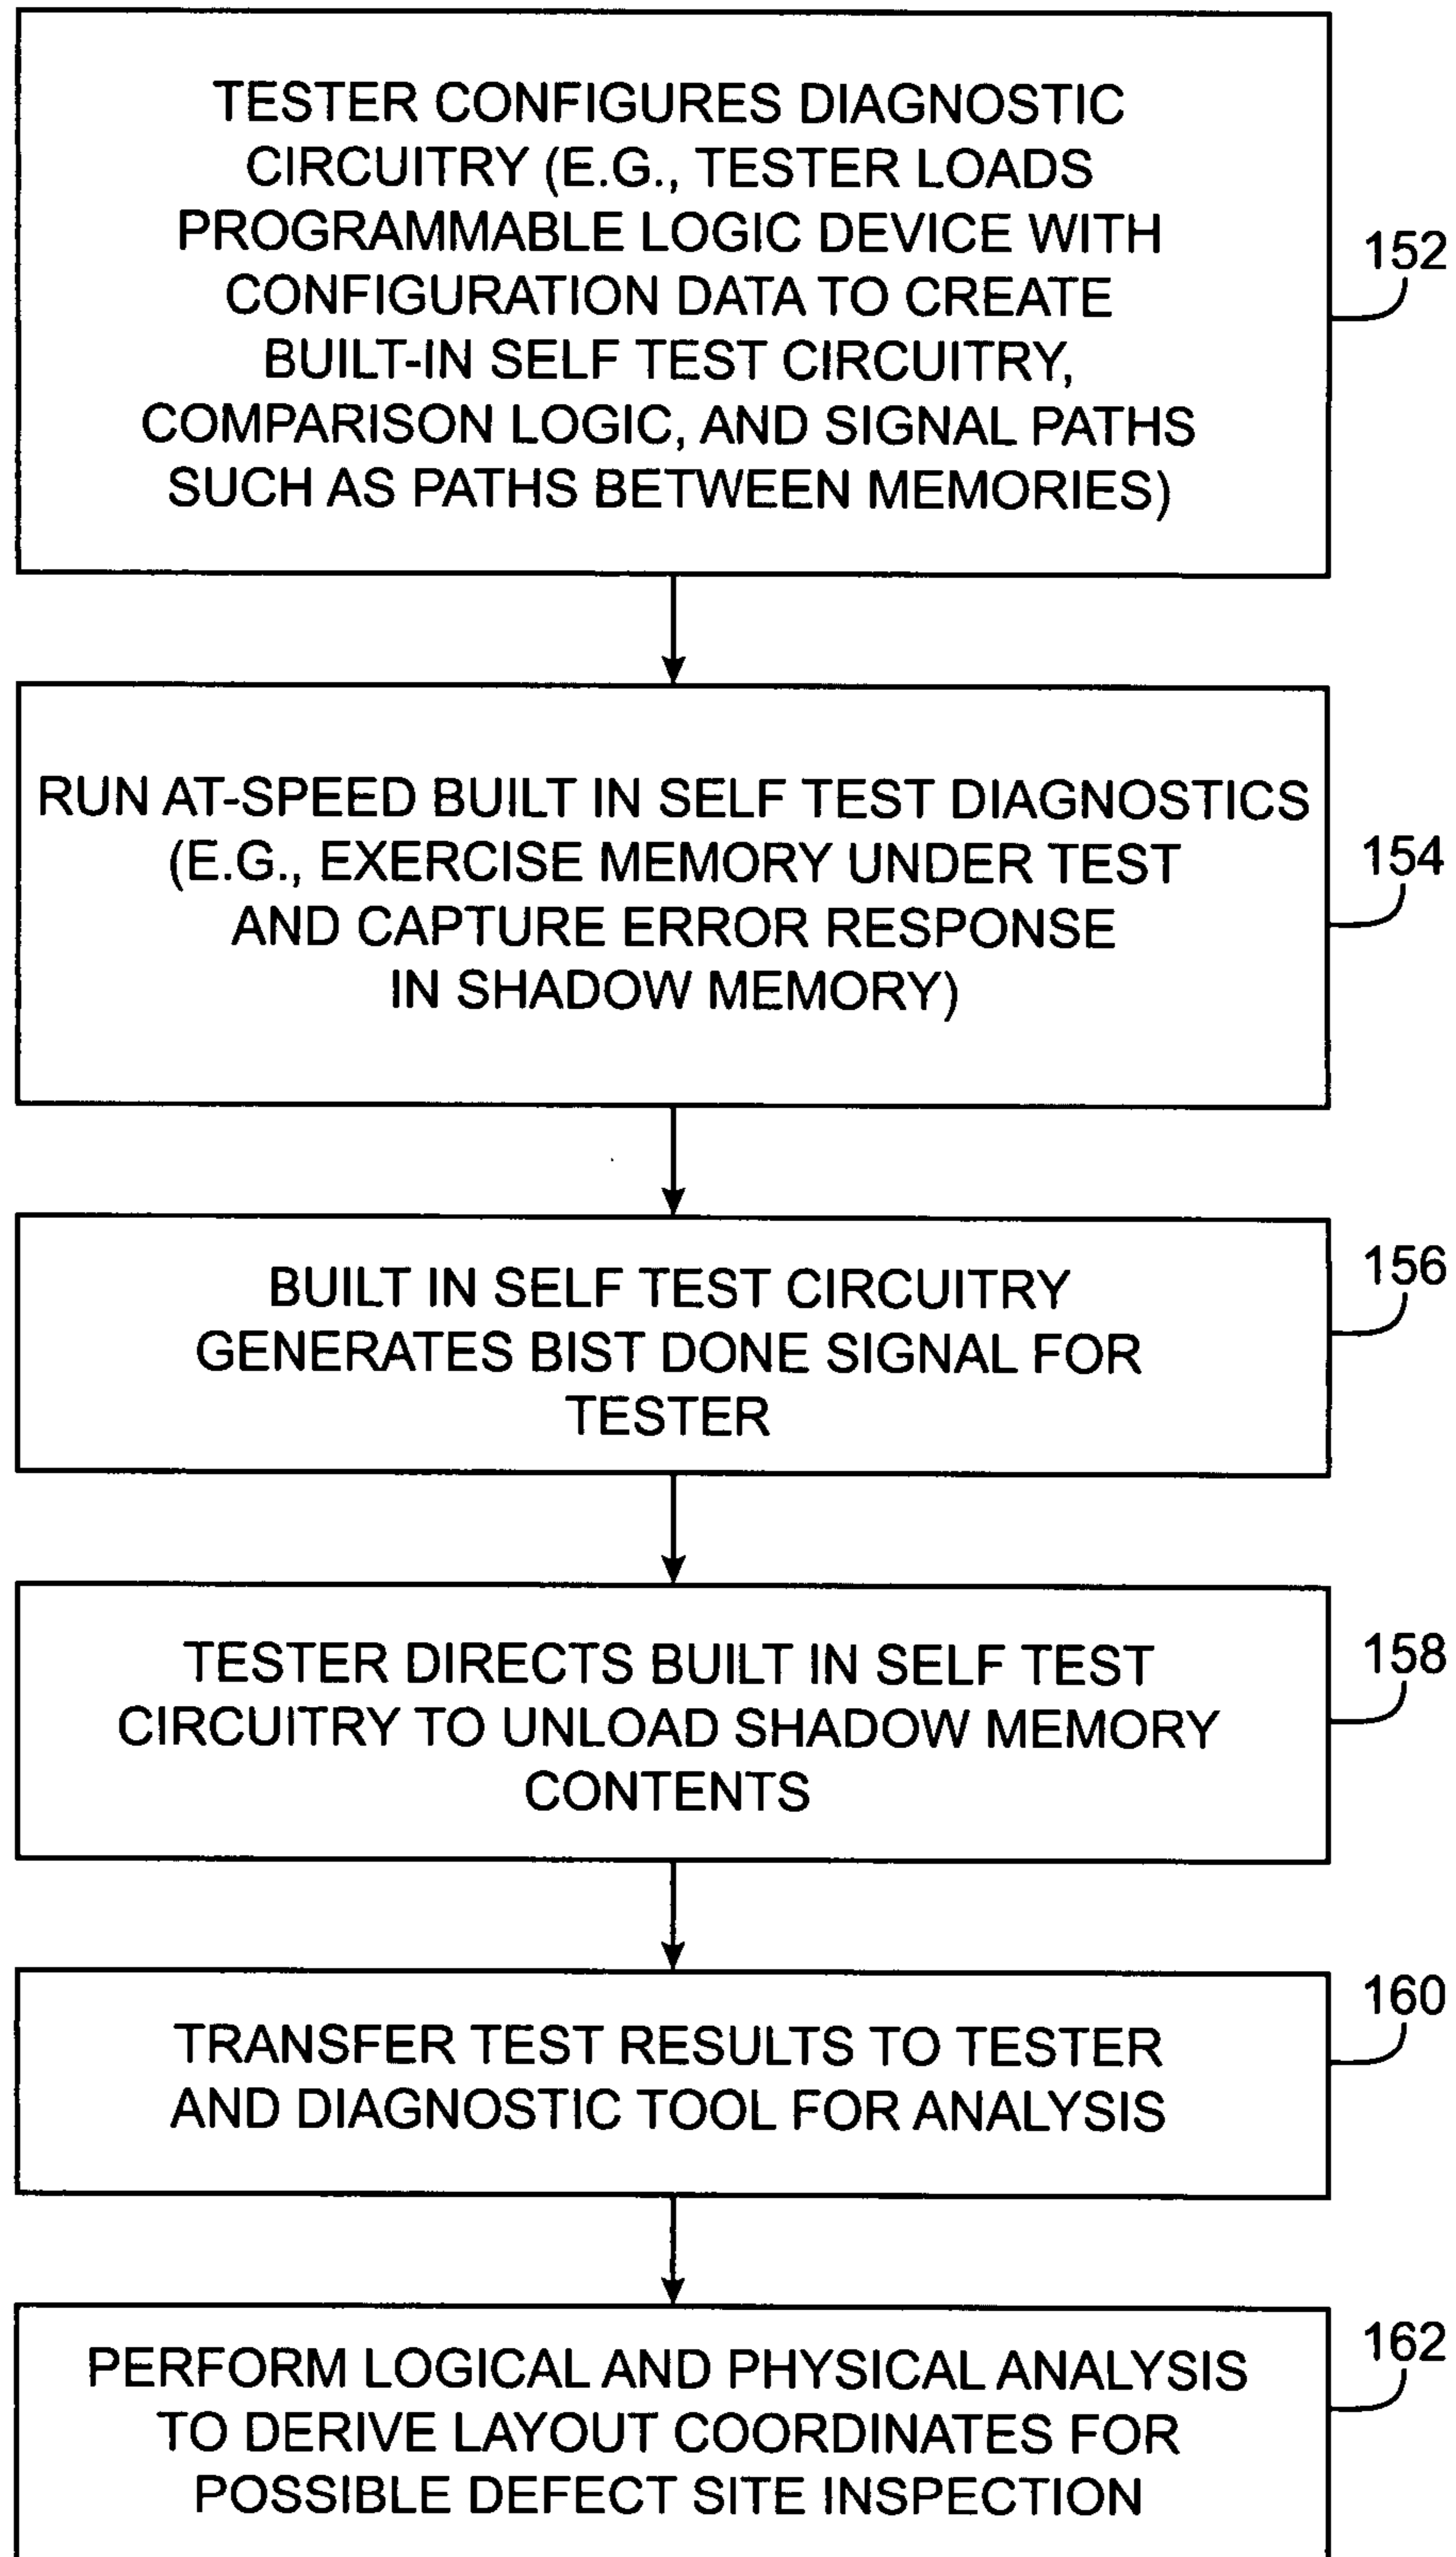 TESTER CONFIGURES DIAGNOSTIC
CIRCUITRY (E.G., TESTER LOADS
PROGRAMMABLE LOGIC DEVICE WITH
CONFIGURATION DATA TO CREATE
BUILT-IN SELF TEST CIRCUITRY,
COMPARISON LOGIC, AND SIGNAL PATHS
SUCH AS PATHS BETWEEN MEMORIES)
152
RUN AT-SPEED BUILT IN SELF TEST DIAGNOSTICS
(E.G., EXERCISE MEMORY UNDER TEST
AND CAPTURE ERROR RESPONSE
IN SHADOW MEMORY)
154
BUILT IN SELF TEST CIRCUITRY
GENERATES BIST DONE SIGNAL FOR
TESTER
156
TESTER DIRECTS BUILT IN SELF TEST
CIRCUITRY TO UNLOAD SHADOW MEMORY
CONTENTS
158
TRANSFER TEST RESULTS TO TESTER
AND DIAGNOSTIC TOOL FOR ANALYSIS
160
PERFORM LOGICAL AND PHYSICAL ANALYSIS
TO DERIVE LAYOUT COORDINATES FOR
POSSIBLE DEFECT SITE INSPECTION
162